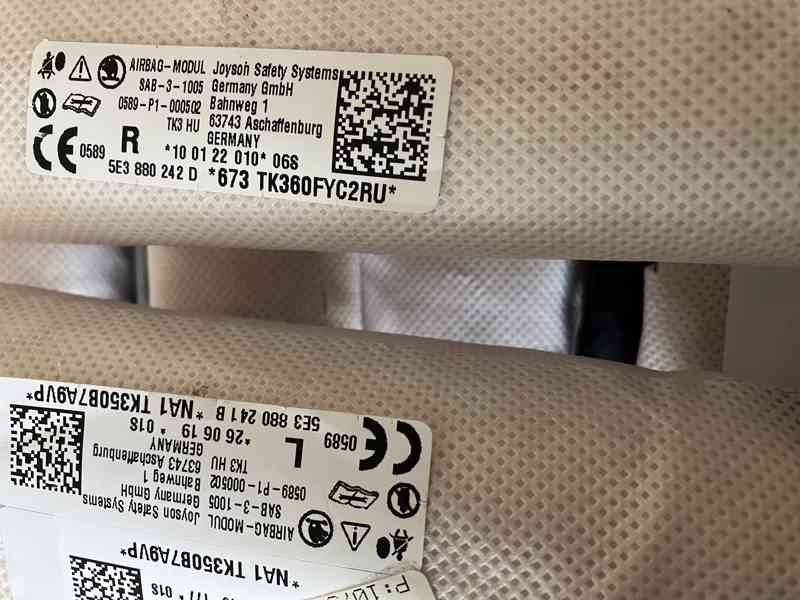 AIRBAG-MODUL Joyson Safety Systems
SAB-3-1005 Germany GmbH
0589-P1-000502 Bahnweg 1
TK3 HU 63743 Aschaffenburg
GERMANY
0589 R *10 01 22 010* 06S
5E3 880 242 D *673 TK360FYC2RU*
AIRBAG-MODUL Joyson Safety Systems
SAB-3-1005 Germany GmbH
0589-P1-000502 Bahnweg 1
TK3 HU 63743 Aschaffenburg
GERMANY
0589 L *26 06 19 * 01S
5E3 880 241 B *NA1 TK350B7A9VP*
* 01S
*NA1 TK350B7A9VP*